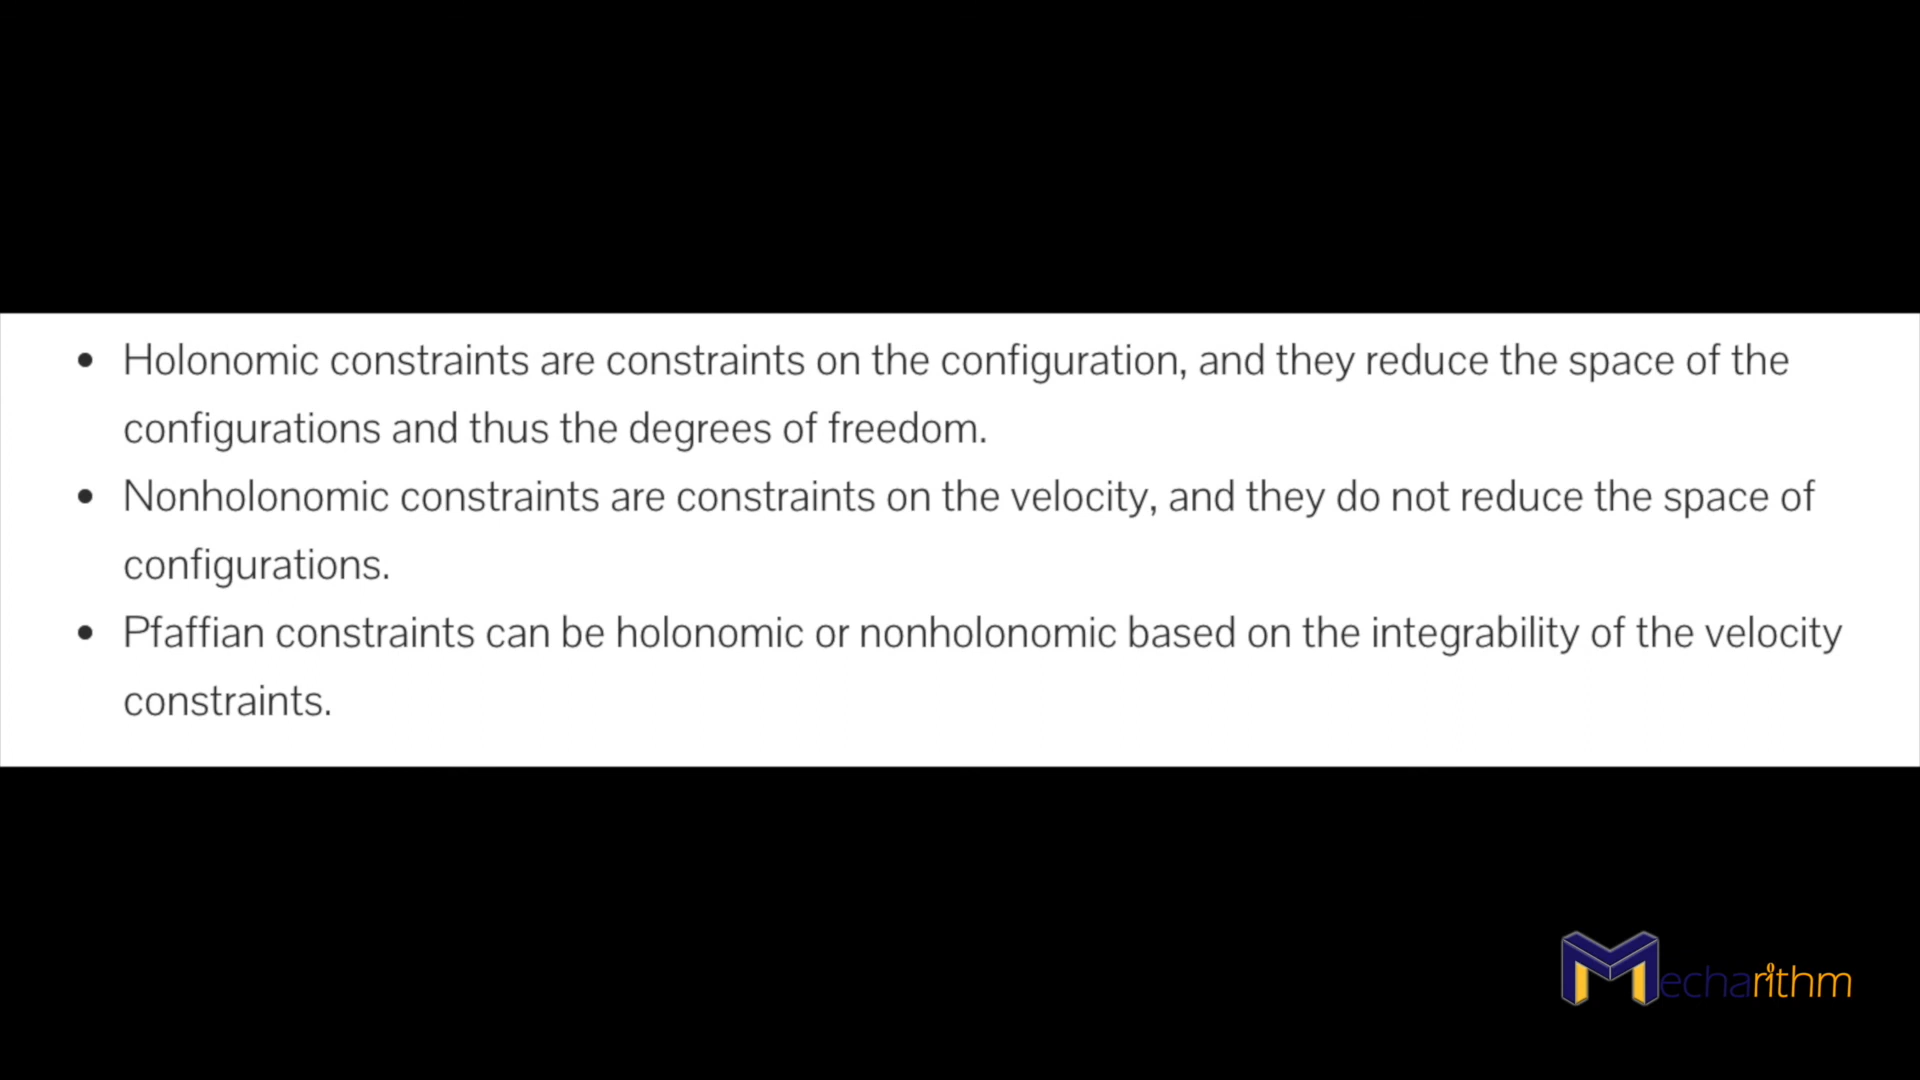 • Holonomic constraints are constraints on the configuration, and they reduce the space of the
configurations and thus the degrees of freedom.
• Nonholonomic constraints are constraints on the velocity, and they do not reduce the space of
configurations.
• Pfaffian constraints can be holonomic or nonholonomic based on the integrability of the velocity
constraints.
Mecharithm